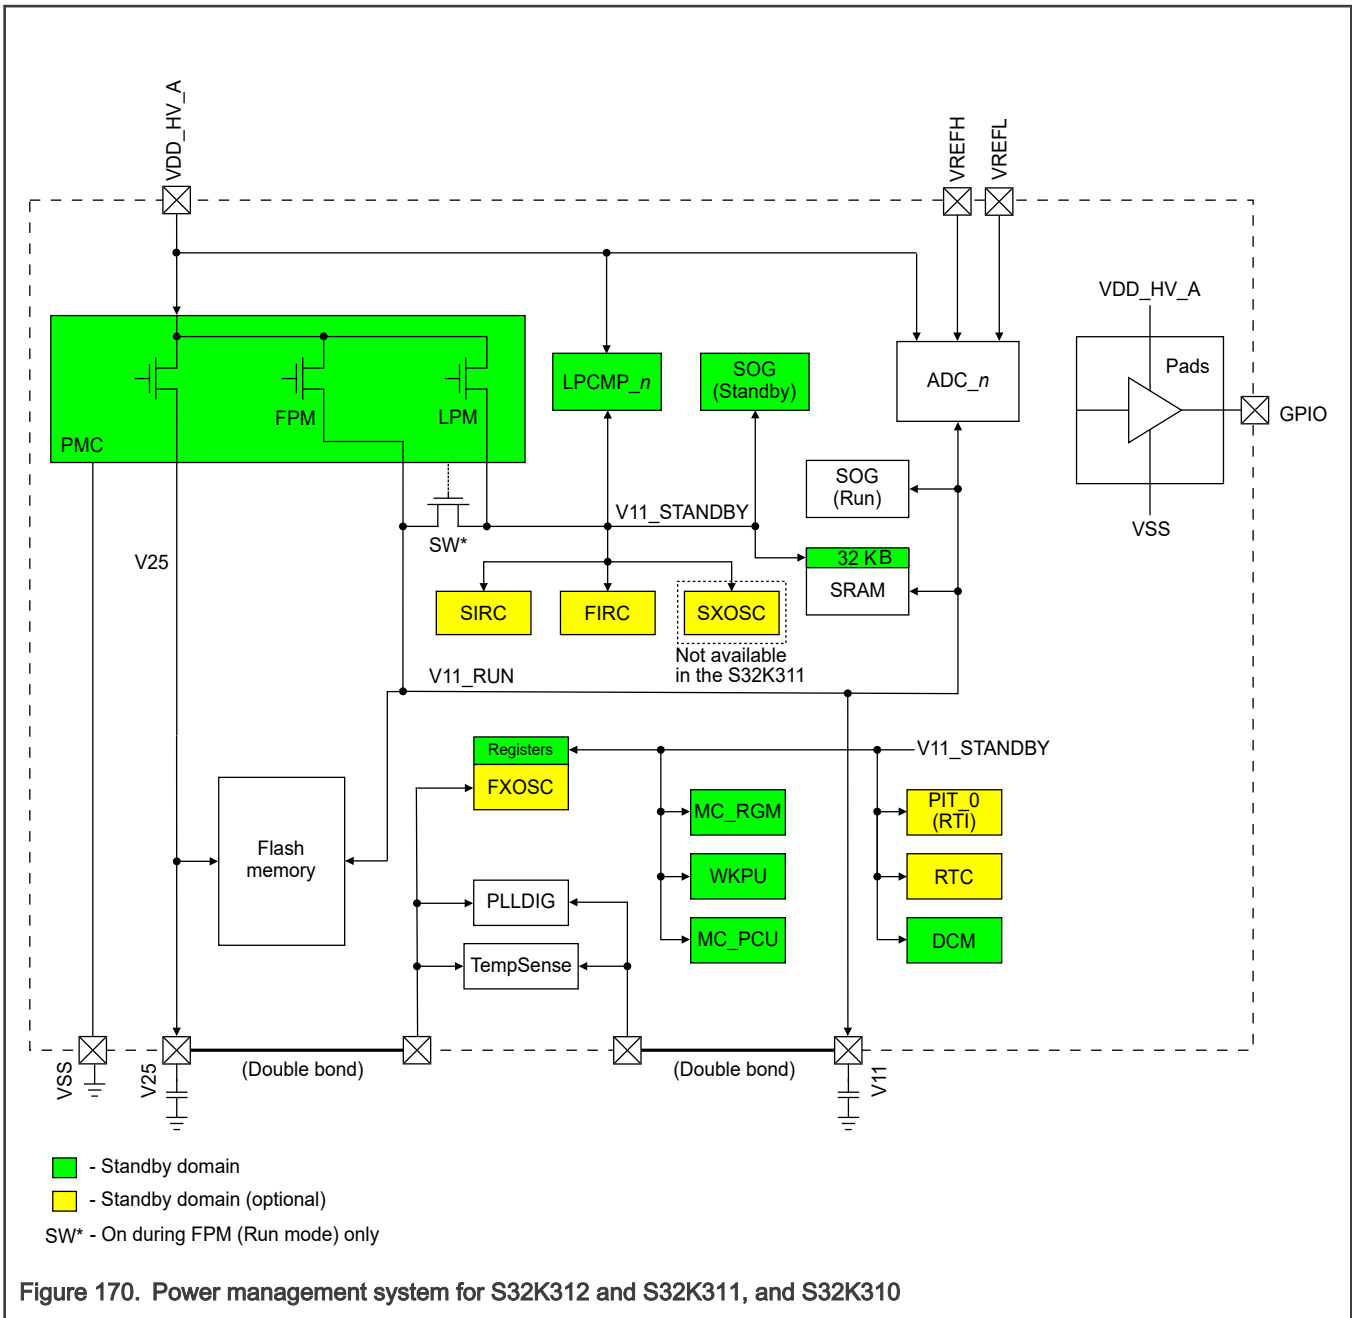 VDD_HV_A
VREFH
VREFL
VDD_HV_A
Pads
GPIO
VSS
LPCMP_n
SOG
(Standby)
ADC_n
FPM
LPM
PMC
SOG
(Run)
V11_STANDBY
SW*
V25
32 KB
SRAM
SIRC
FIRC
SXOSC
Not available
in the S32K311
V11_RUN
Registers
FXOSC
V11_STANDBY
MC_RGM
PIT_0
(RTI)
Flash
memory
WKPU
RTC
PLLDIG
MC_PCU
DCM
TempSense
VSS
V25
(Double bond)
(Double bond)
V11
- Standby domain
- Standby domain (optional)
SW* - On during FPM (Run mode) only
Figure 170. Power management system for S32K312 and S32K311, and S32K310